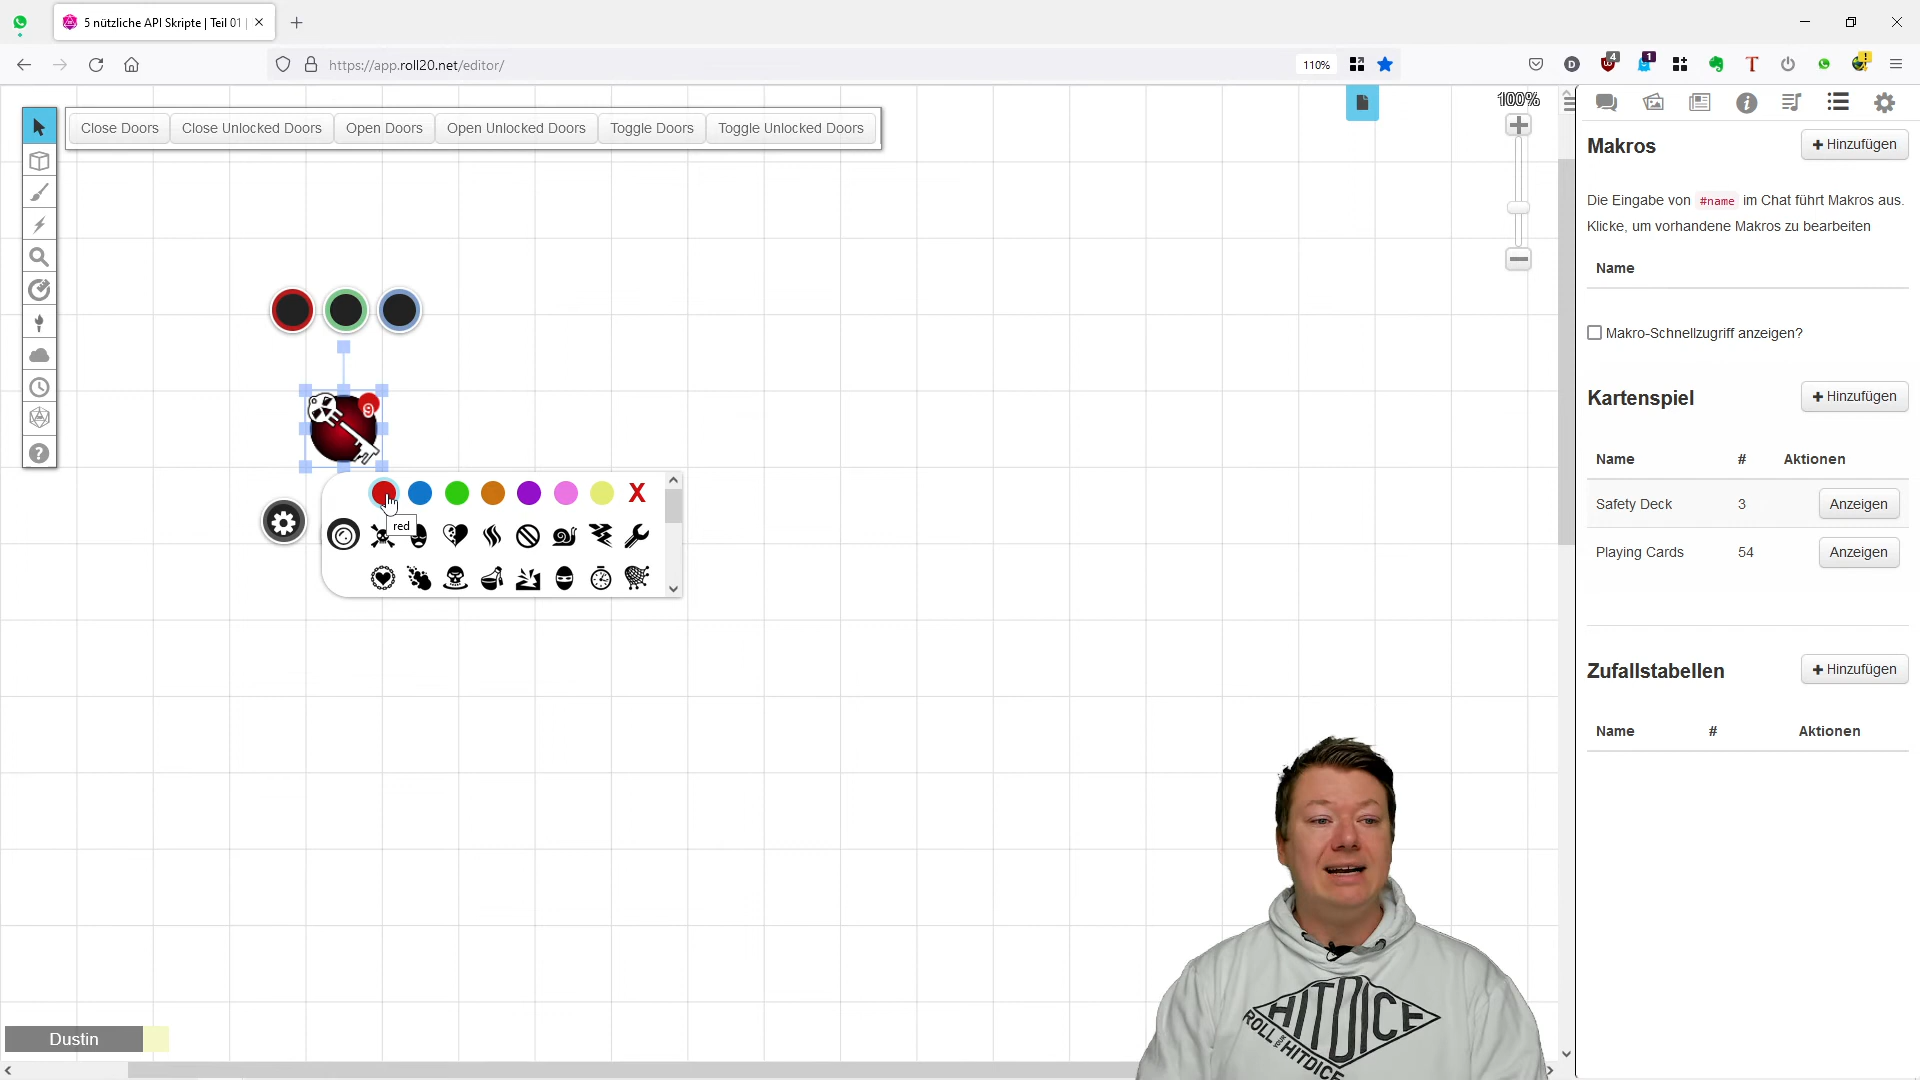 5 nützliche API Skripte | Teil 01 |
https://app.roll20.net/editor/
110%
4
1
Close Doors
Close Unlocked Doors
Open Doors
Open Unlocked Doors
Toggle Doors
Toggle Unlocked Doors
100%
Makros
Hinzufügen
Die Eingabe von #name im Chat führt Makros aus.
Klicke, um vorhandene Makros zu bearbeiten
Name
Makro-Schnellzugriff anzeigen?
Kartenspiel
Hinzufügen
Name # Aktionen
Safety Deck 3 Anzeigen
Playing Cards 54 Anzeigen
Zufallstabellen
Hinzufügen
Name # Aktionen
9
X
red
HITDICE
ROLL YOUR HITDICE
Dustin